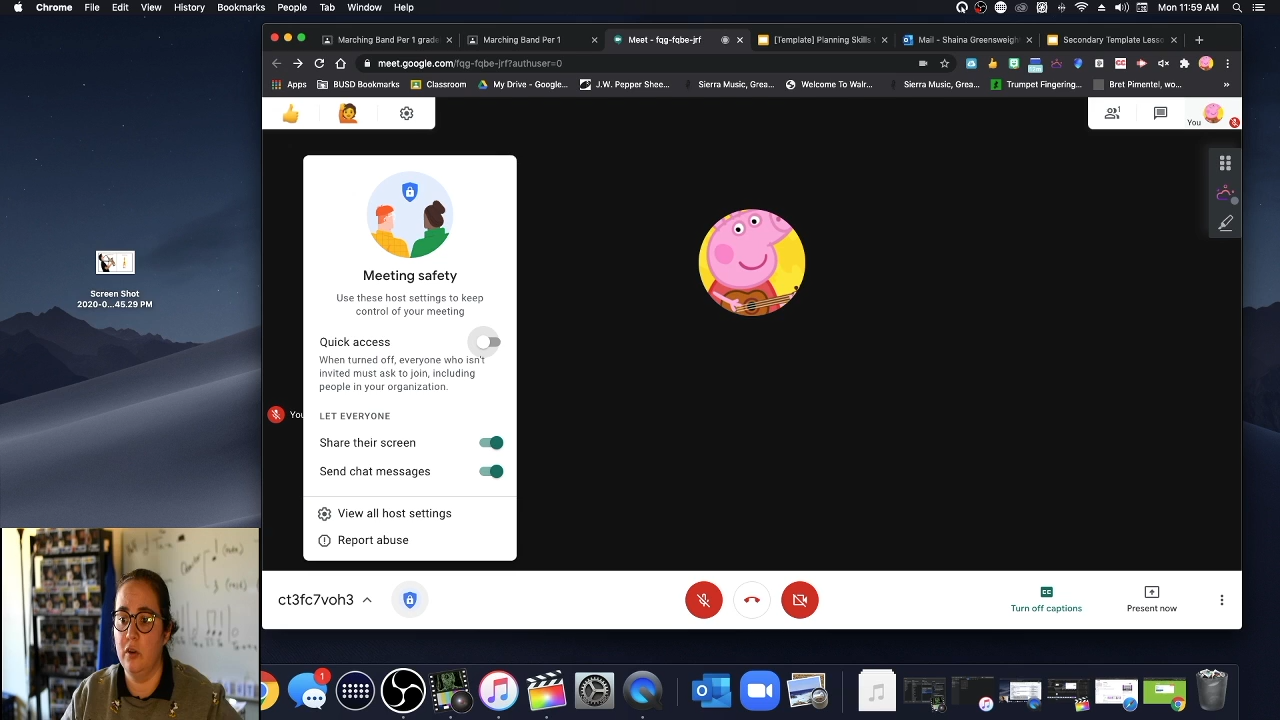 Chrome File Edit View History Bookmarks People Tab Window Help Mon 11:59 AM
Marching Band Per 1 grade Marching Band Per 1 Meet - fqg-fqbe-jrf [Template] Planning Skills Mail - Shaina Greensweigh Secondary Template Lesso
meet.google.com/fqg-fqbe-jrf?authuser=0
Apps BUSD Bookmarks Classroom My Drive - Google... J.W. Pepper Shee... Sierra Music, Grea... Welcome To Walr... Sierra Music, Grea... Trumpet Fingering... Bret Pimentel, wo... »
1
You
Meeting safety
Use these host settings to keep
control of your meeting
Quick access
When turned off, everyone who isn't
invited must ask to join, including
people in your organization.
LET EVERYONE
You
Share their screen
Send chat messages
View all host settings
Report abuse
Screen Shot
2020-0...45.29 PM
ct3fc7voh3
CC
Turn off captions
Present now
1